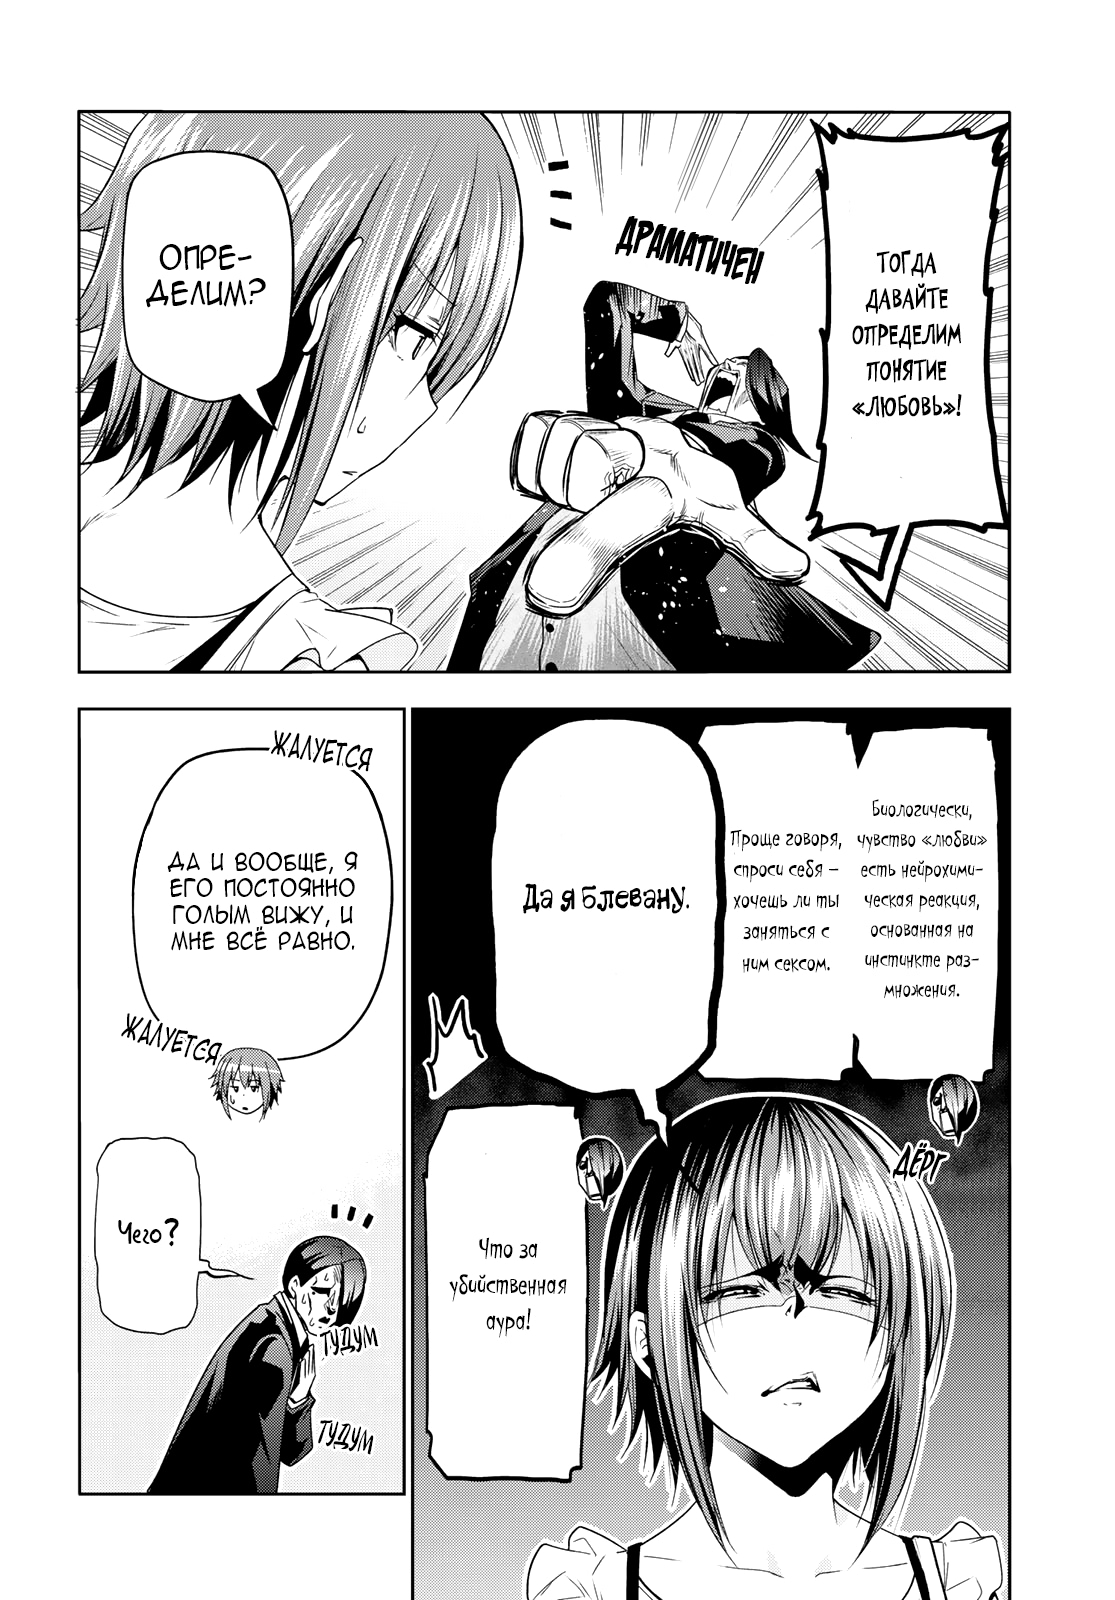 ТОГДА
ДАВАЙТЕ
ОПРЕДЕЛИМ
ПОНЯТИЕ
«ЛЮБОВЬ»!
ДРАМАТИЧЕН
ОПРЕ-
ДЕЛИМ?
Биологически,
чувство «любви»
есть нейрохими-
ческая реакция,
основанная на
инстинкте раз-
множения.
Проще говоря,
спроси себя –
хочешь ли ты
заняться с
ним сексом.
Да я блевану.
ДЁРГ
Что за
убийственная
аура!
ЖАЛУЕТСЯ
ДА И ВООБЩЕ, Я
ЕГО ПОСТОЯННО
ГОЛЫМ ВИЖУ, И
МНЕ ВСЁ РАВНО.
ЖАЛУЕТСЯ
Чего?
ТУДУМ
ТУДУМ